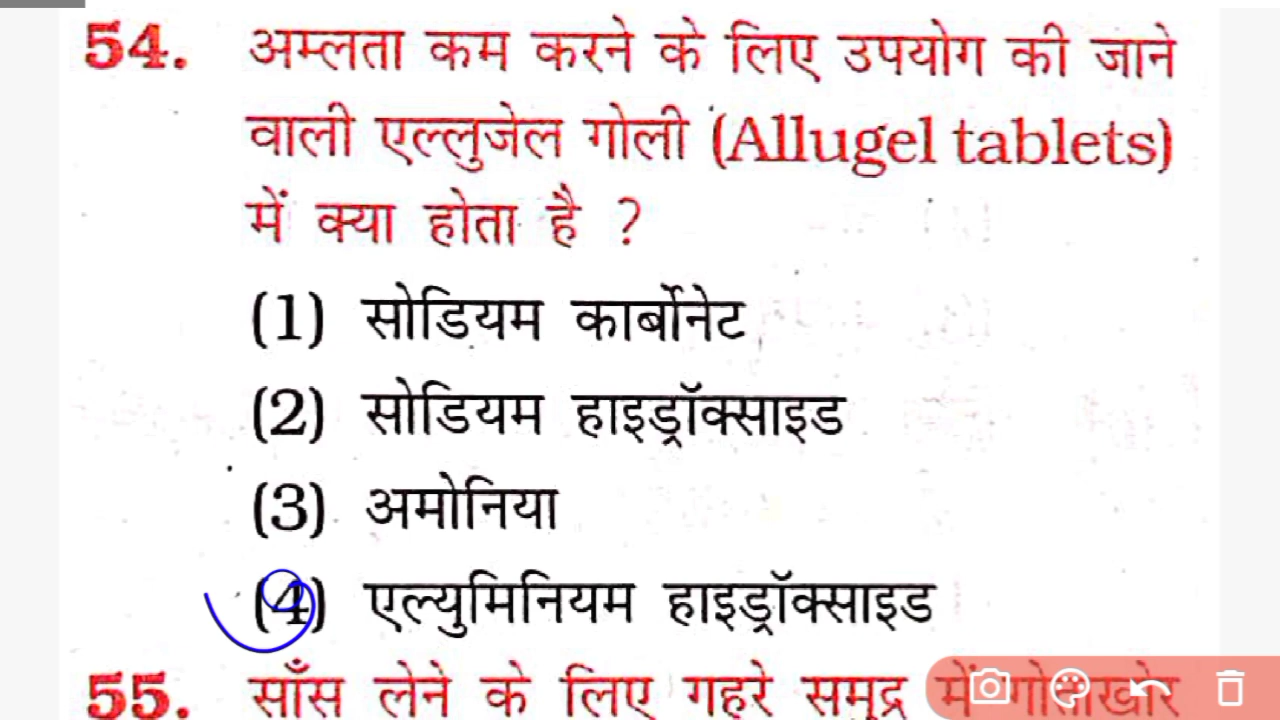 54. अम्लता कम करने के लिए उपयोग की जाने
वाली एल्लुजेल गोली (Allugel tablets)
में क्या होता है ?
(1) सोडियम कार्बोनेट
(2) सोडियम हाइड्रॉक्साइड
(3) अमोनिया
(4) एल्युमिनियम हाइड्रॉक्साइड
55. साँस लेने के लिए गहरे समुद्र में गोताखोर